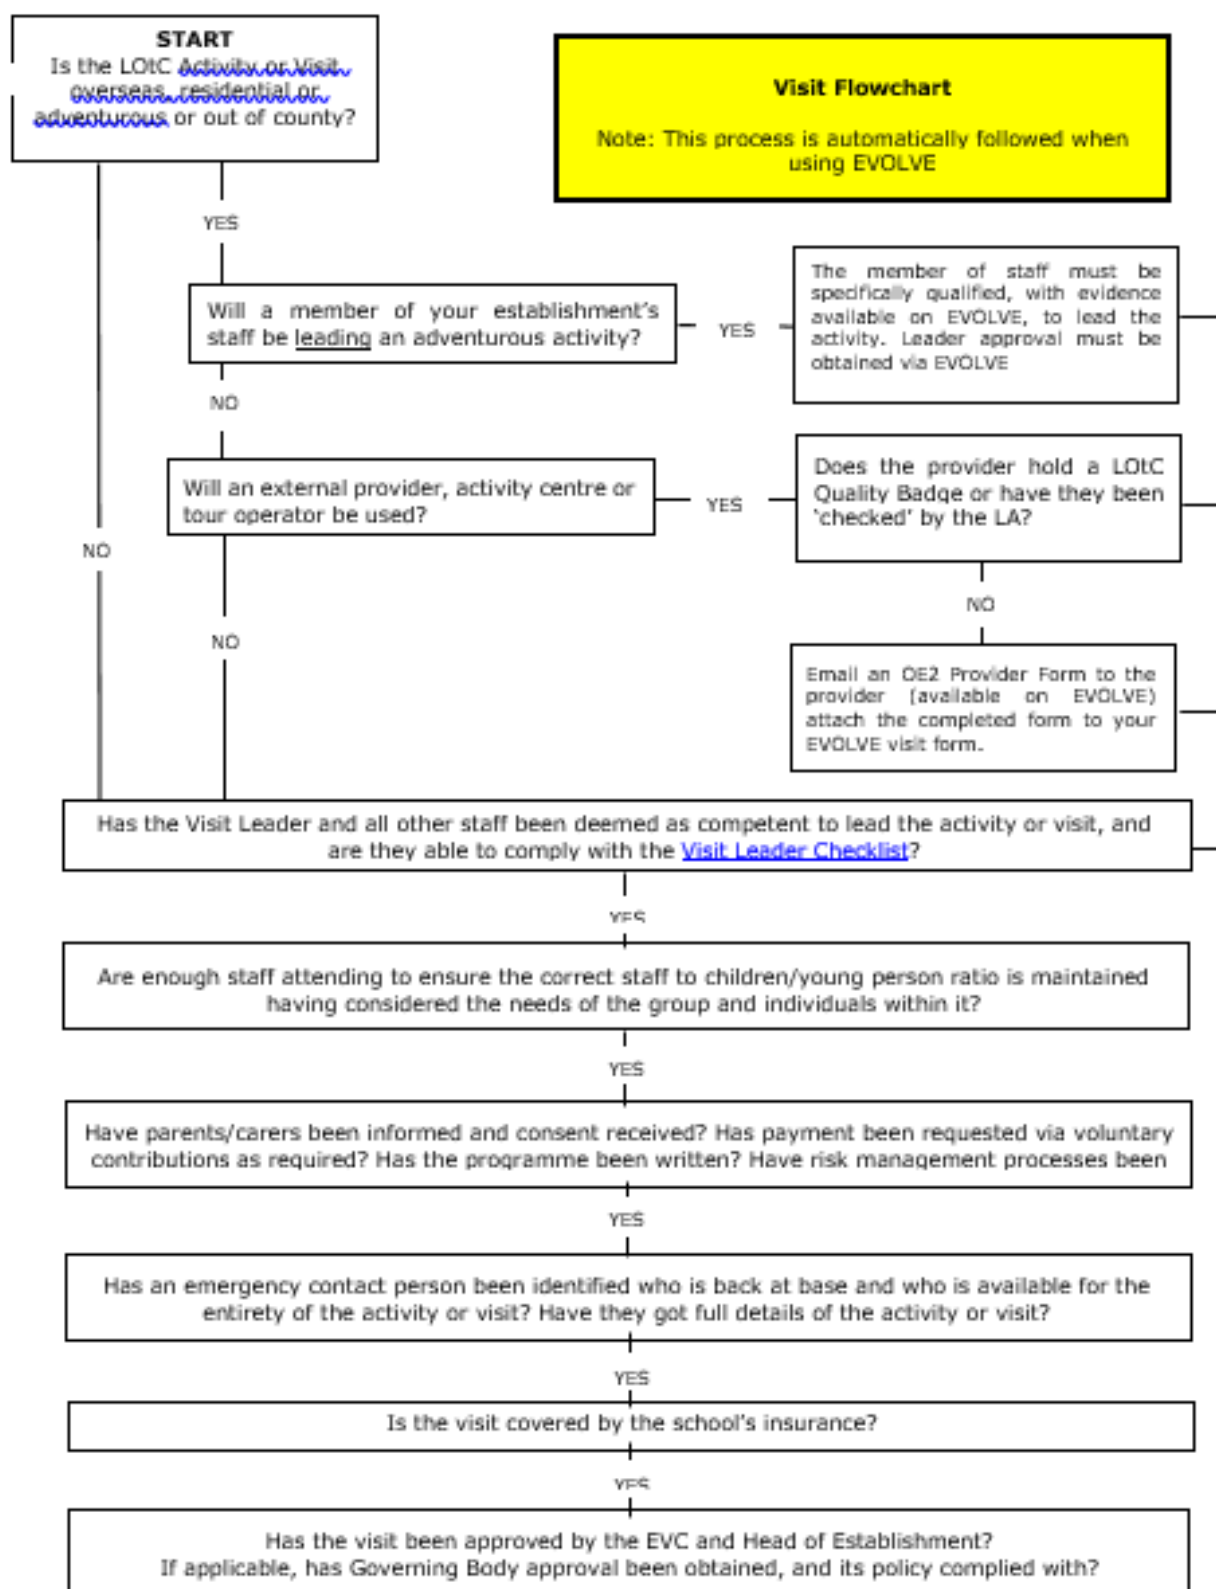 START
Is the LOtC Activity or Visit
overseas, residential or
adventurous or out of county?
Visit Flowchart
Note: This process is automatically followed when
using EVOLVE
YES
Will a member of your establishment's
staff be leading an adventurous activity?
YES
The member of staff must be
specifically qualified, with evidence
available on EVOLVE, to lead the
activity. Leader approval must be
obtained via EVOLVE
NO
Will an external provider, activity centre or
tour operator be used?
YES
Does the provider hold a LOtC
Quality Badge or have they been
'checked' by the LA?
NO
NO
NO
Email an OE2 Provider Form to the
provider (available on EVOLVE)
attach the completed form to your
EVOLVE visit form.
Has the Visit Leader and all other staff been deemed as competent to lead the activity or visit, and
are they able to comply with the Visit Leader Checklist?
YES
Are enough staff attending to ensure the correct staff to children/young person ratio is maintained
having considered the needs of the group and individuals within it?
YES
Have parents/carers been informed and consent received? Has payment been requested via voluntary
contributions as required? Has the programme been written? Have risk management processes been
YES
Has an emergency contact person been identified who is back at base and who is available for the
entirety of the activity or visit? Have they got full details of the activity or visit?
YES
Is the visit covered by the school's insurance?
YES
Has the visit been approved by the EVC and Head of Establishment?
If applicable, has Governing Body approval been obtained, and its policy complied with?